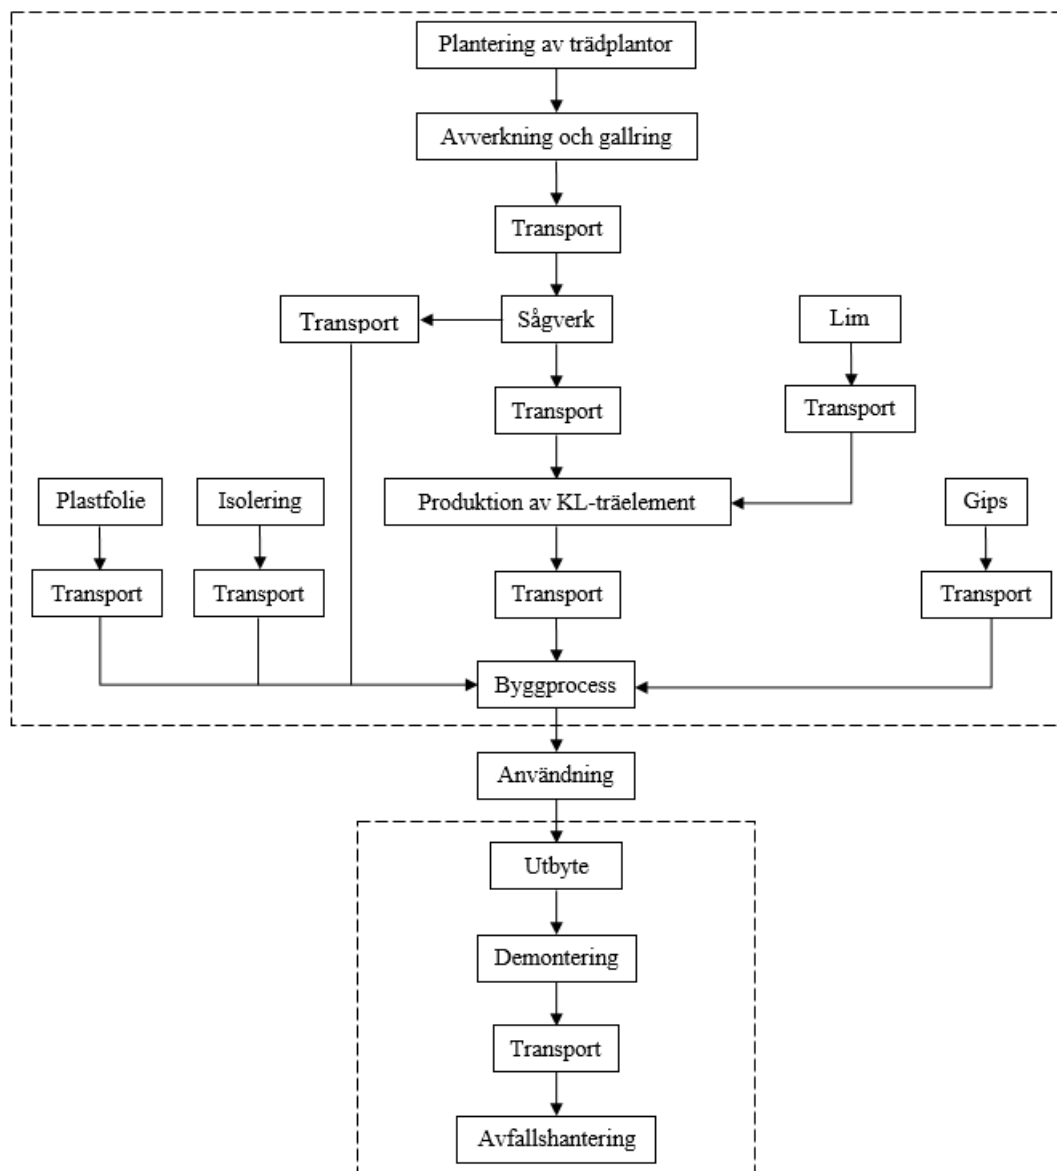 Plantering av trädplantor
Avverkning och gallring
Transport
Transport
Sågverk
Lim
Transport
Transport
Plastfolie
Isolering
Produktion av KL-träelement
Gips
Transport
Transport
Transport
Transport
Byggprocess
Användning
Utbyte
Demontering
Transport
Avfallshantering